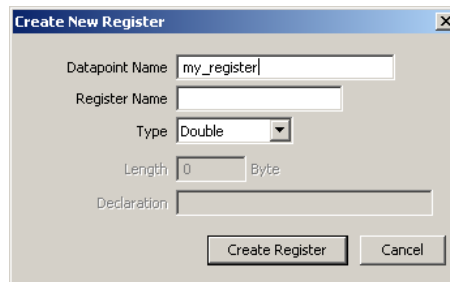 Create New Register
Datapoint Name my_register
Register Name
Type Double
Length 0 Byte
Declaration
Create Register Cancel